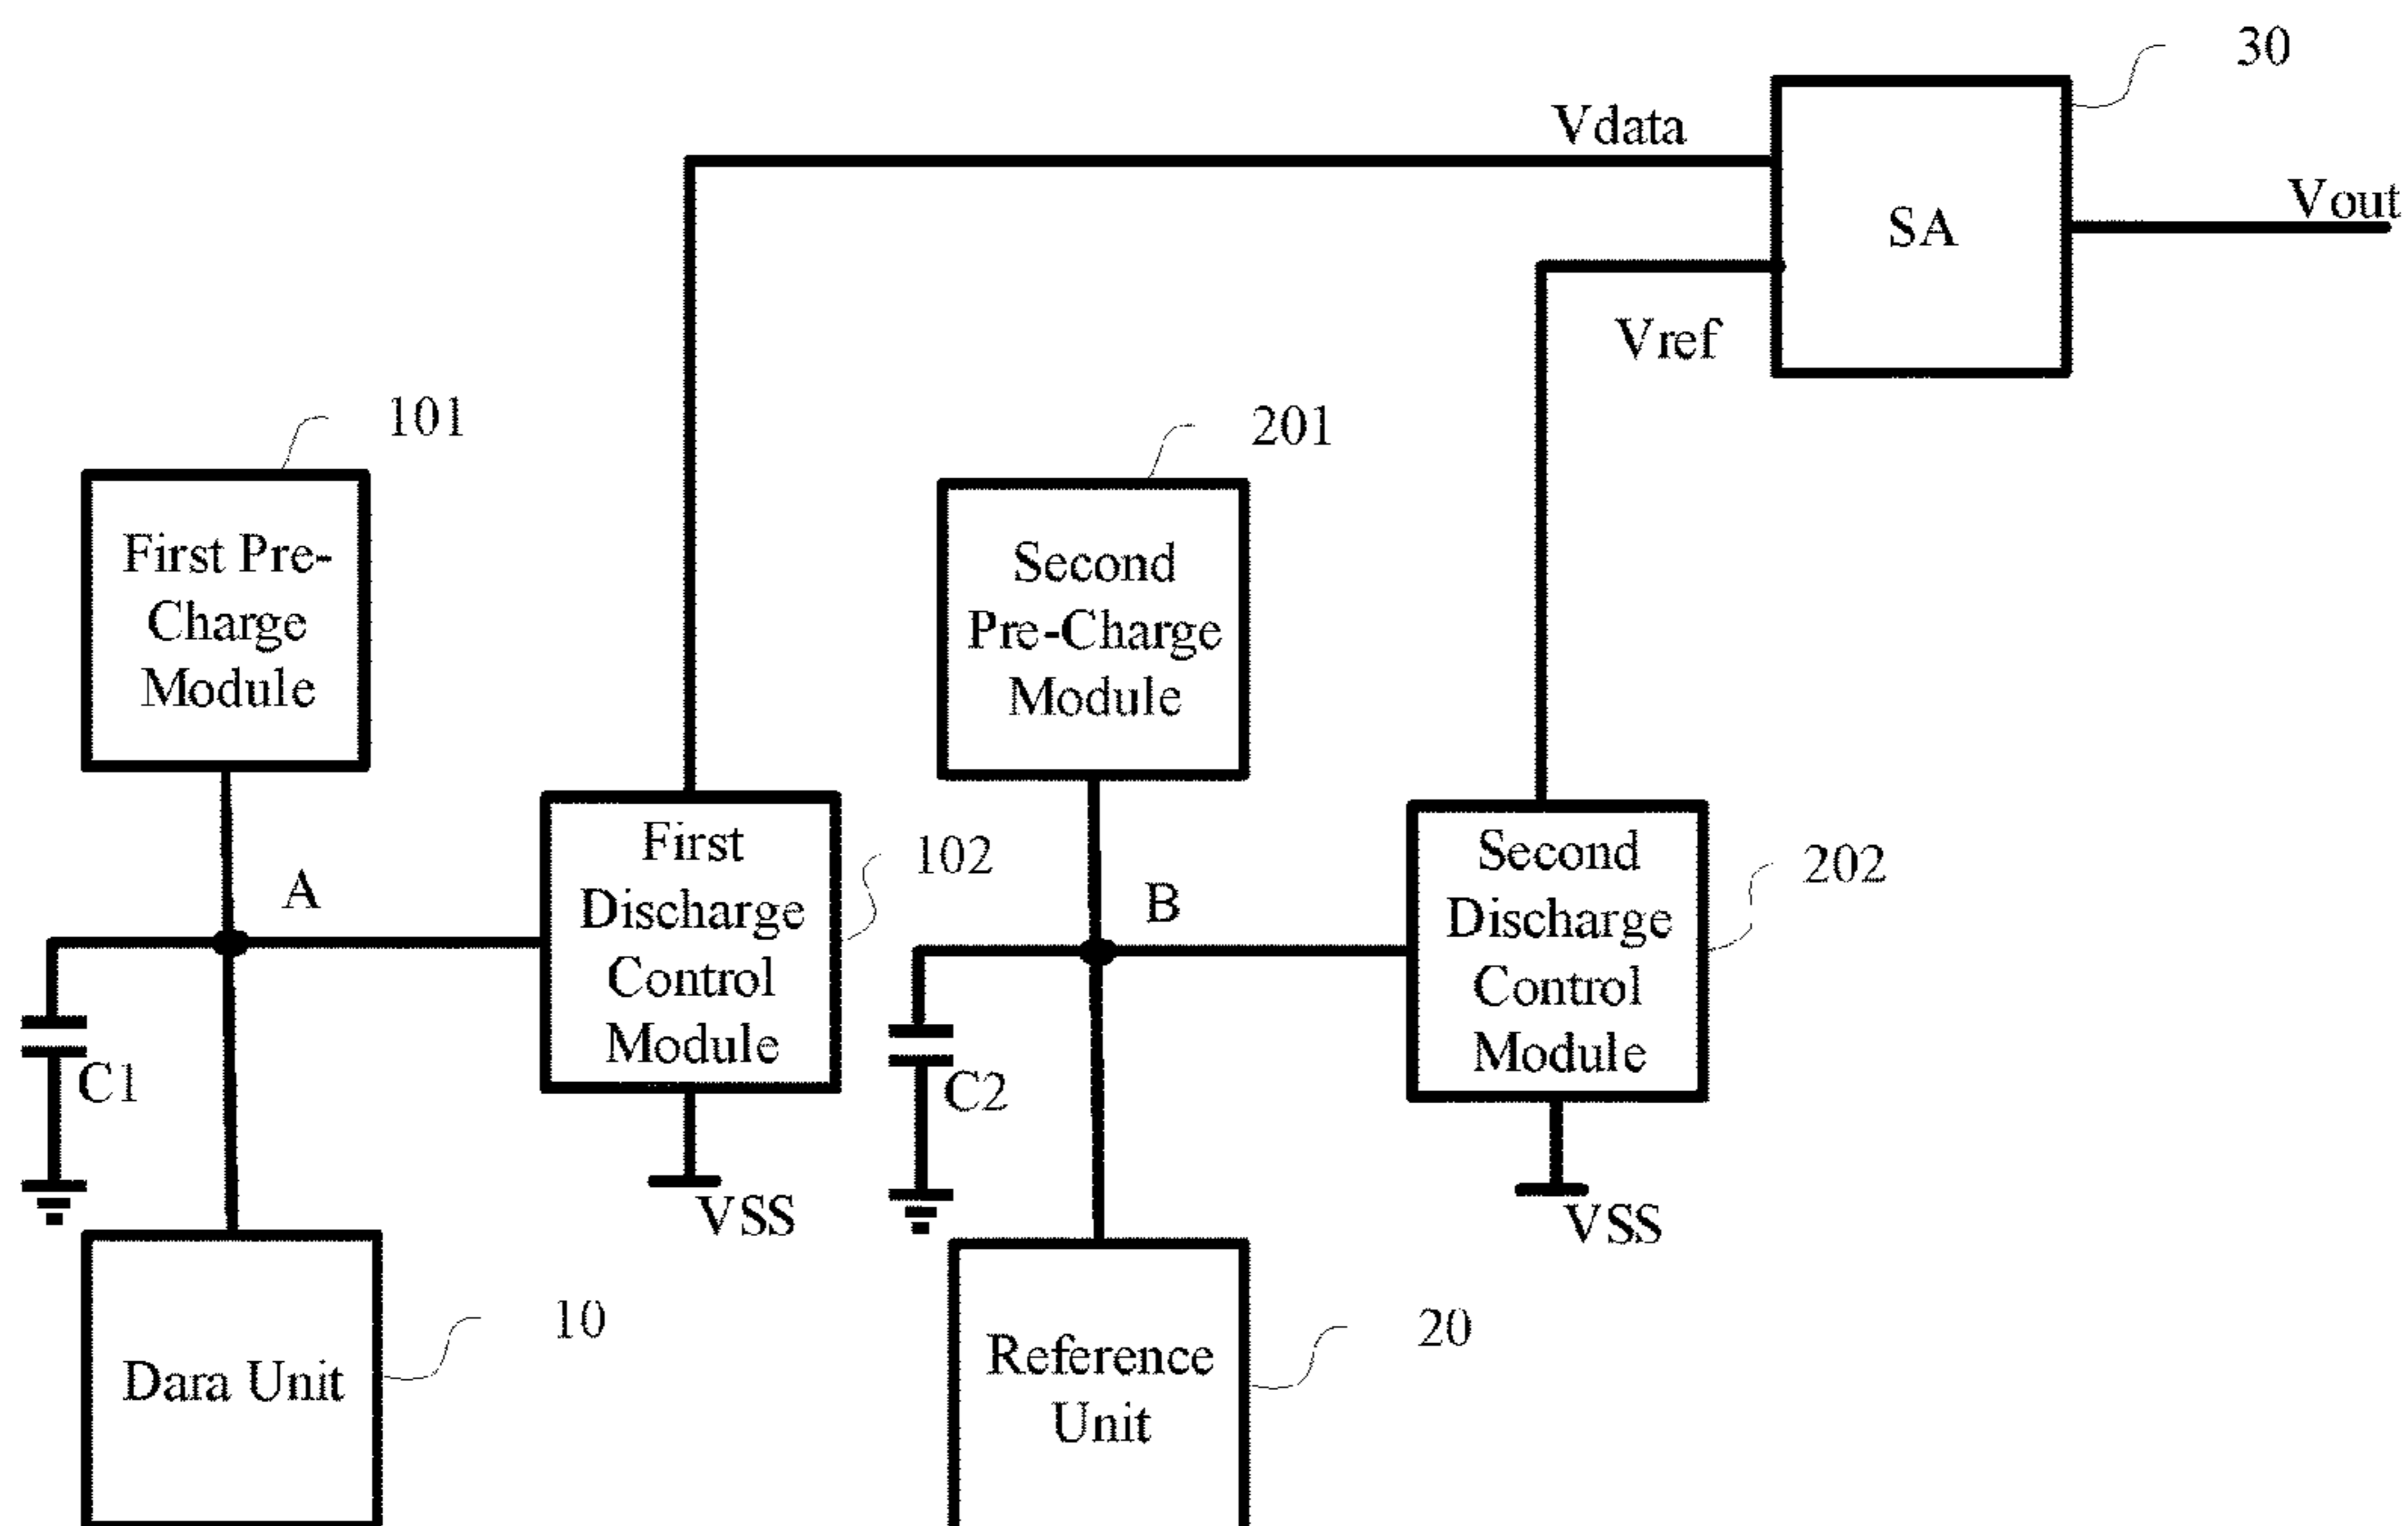 30
Vdata
Vout
SA
Vref
101
201
First Pre-
Charge
Module
Second
Pre-Charge
Module
First
Discharge
Control
Module
102
Second
Discharge
Control
Module
202
A
B
C1
C2
VSS
VSS
10
Dara Unit
20
Reference
Unit